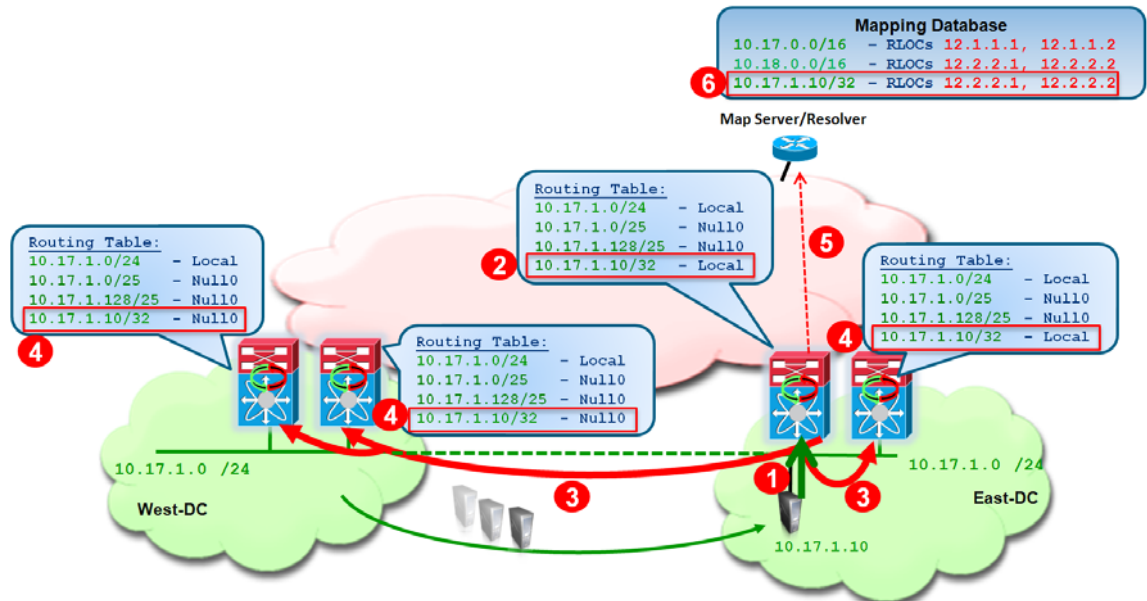 Mapping Database
10.17.0.0/16 – RLOCs 12.1.1.1, 12.1.1.2
10.18.0.0/16 – RLOCs 12.2.2.1, 12.2.2.2
6
10.17.1.10/32 – RLOCs 12.2.2.1, 12.2.2.2
Map Server/Resolver
Routing Table:
10.17.1.0/24 – Local
10.17.1.0/25 – Null0
10.17.1.128/25 – Null0
2
10.17.1.10/32 – Local
5
Routing Table:
10.17.1.0/24 – Local
10.17.1.0/25 – Null0
10.17.1.128/25 – Null0
10.17.1.10/32 – Null0
4
Routing Table:
10.17.1.0/24 – Local
10.17.1.0/25 – Null0
10.17.1.128/25 – Null0
4
10.17.1.10/32 – Local
Routing Table:
10.17.1.0/24 – Local
10.17.1.0/25 – Null0
10.17.1.128/25 – Null0
4
10.17.1.10/32 – Null0
10.17.1.0 /24
West-DC
3
1
3
10.17.1.0 /24
East-DC
10.17.1.10